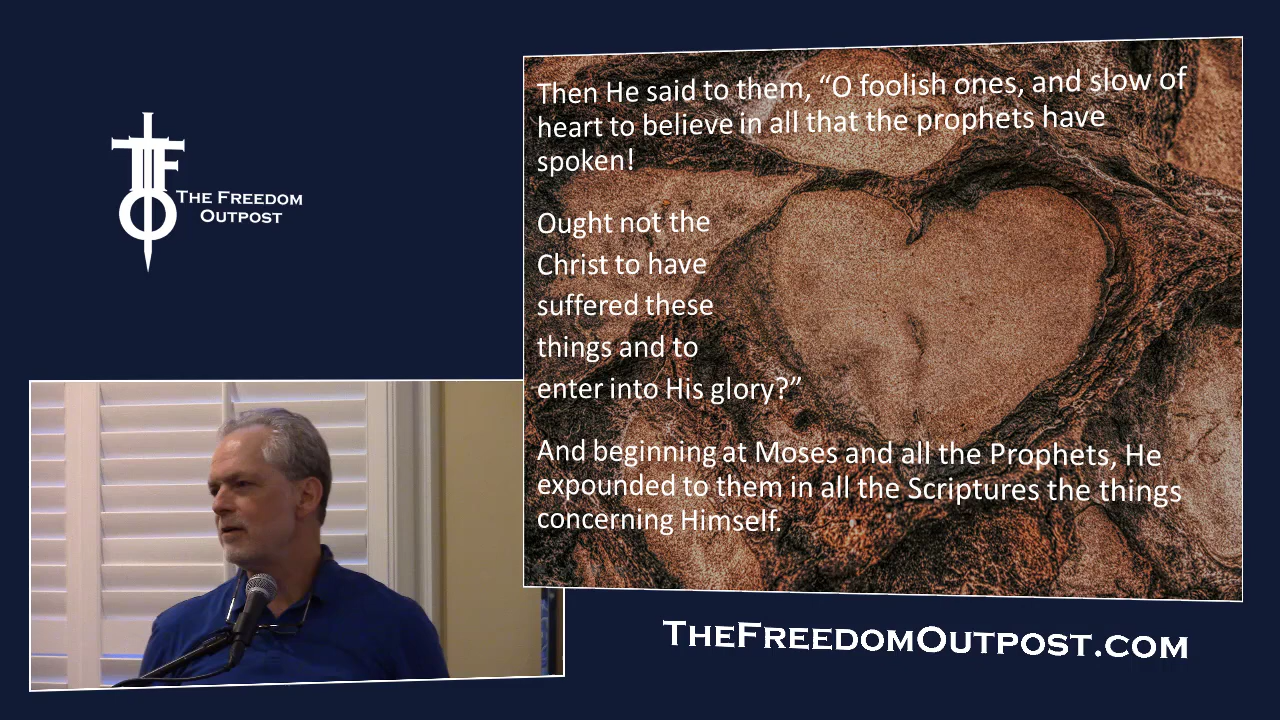 TFO
THE FREEDOM
OUTPOST
Then He said to them, “O foolish ones, and slow of
heart to believe in all that the prophets have
spoken!
Ought not the
Christ to have
suffered these
things and to
enter into His glory?”
And beginning at Moses and all the Prophets, He
expounded to them in all the Scriptures the things
concerning Himself.
THEFREEDOMOUTPOST.COM